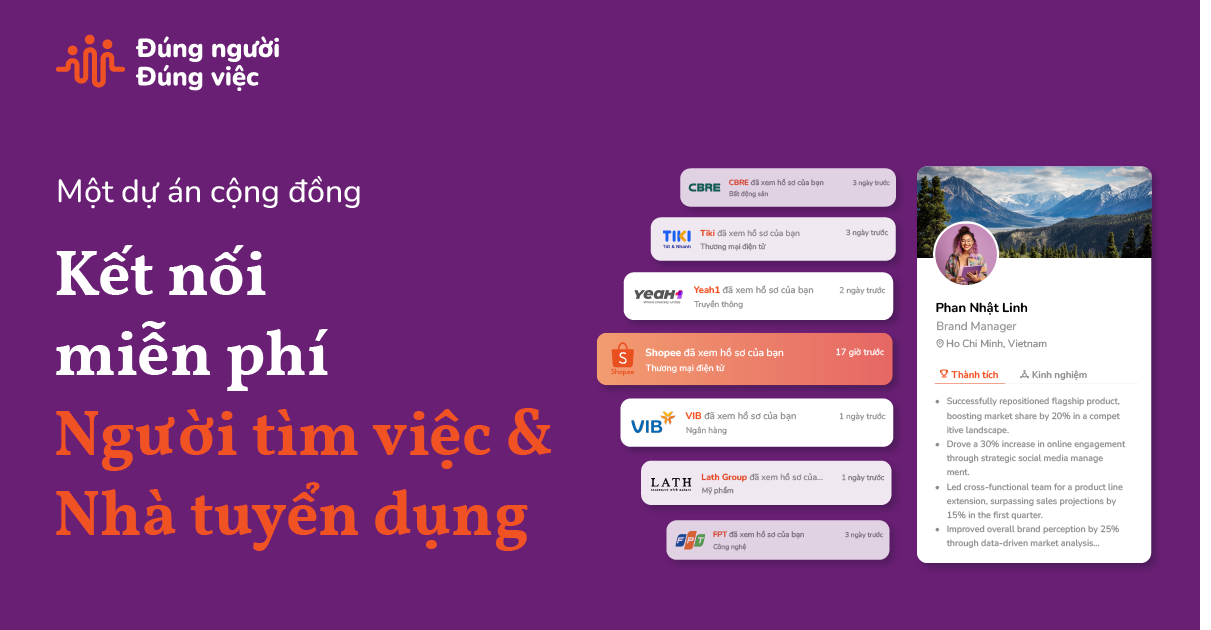 Đúng người
Đúng việc
Một dự án cộng đồng
Kết nối
miễn phí
Người tìm việc &
Nhà tuyển dụng
CBRE
CBRE đã xem hồ sơ của bạn
3 ngày trước
Bất động sản
TIKI
Tốt & Nhanh
Tiki đã xem hồ sơ của bạn
3 ngày trước
Thương mại điện tử
YEAH1
Yeah1 đã xem hồ sơ của bạn
2 ngày trước
Truyền thông
S
Shopee
Shopee đã xem hồ sơ của bạn
17 giờ trước
Thương mại điện tử
VIB
VIB đã xem hồ sơ của bạn
1 ngày trước
Ngân hàng
LATH
Lath Group đã xem hồ sơ của...
1 ngày trước
Mỹ phẩm
FPT
FPT đã xem hồ sơ của bạn
3 ngày trước
Công nghệ
Phan Nhật Linh
Brand Manager
Ho Chi Minh, Vietnam
Thành tích
Kinh nghiệm
• Successfully repositioned flagship product,
boosting market share by 20% in a compet
itive landscape.
• Drove a 30% increase in online engagement
through strategic social media manage
ment.
• Led cross-functional team for a product line
extension, surpassing sales projections by
15% in the first quarter.
• Improved overall brand perception by 25%
through data-driven market analysis...